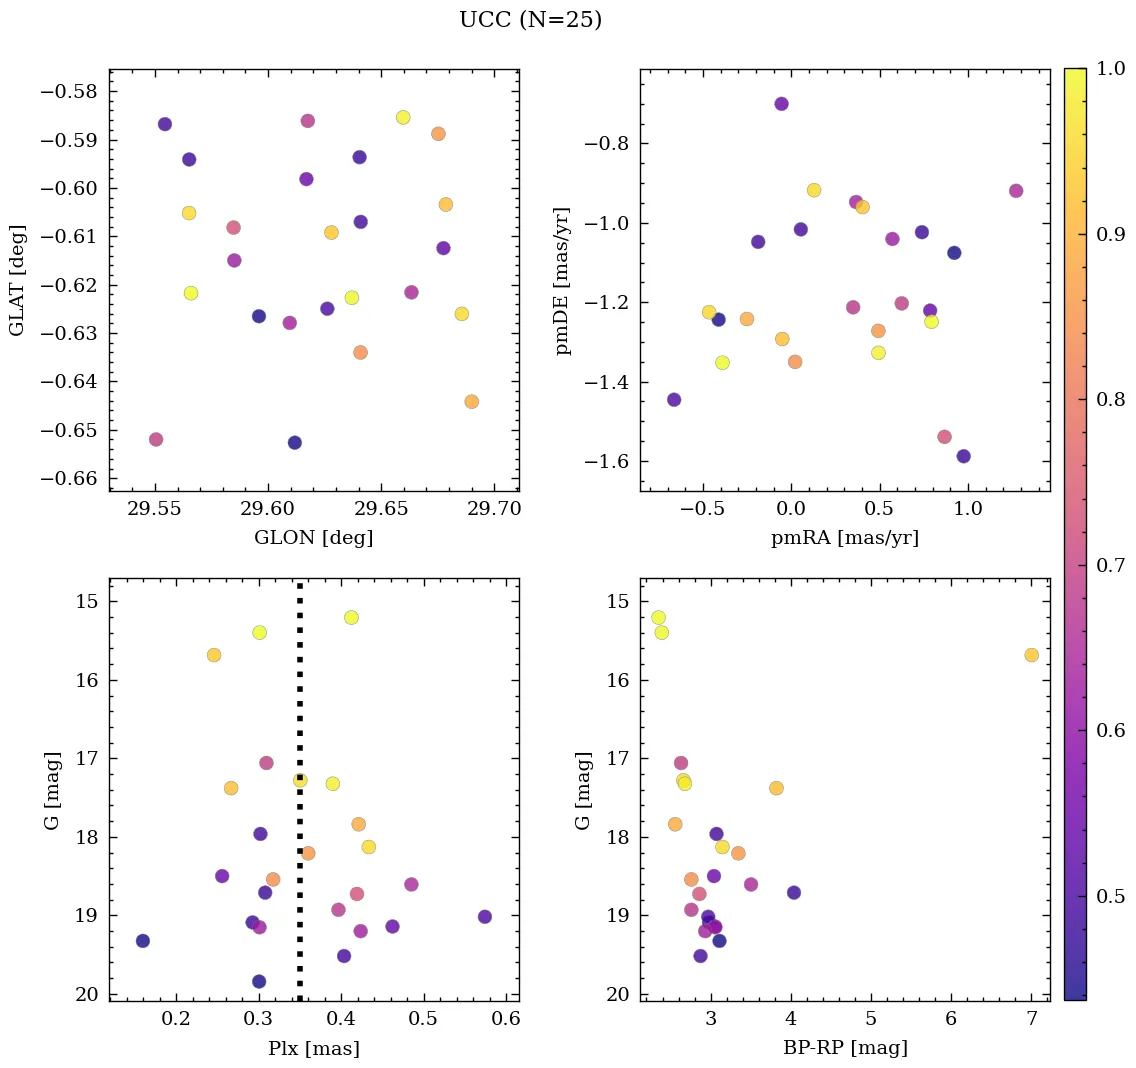 UCC (N=25)
−0.58
−0.59
−0.60
−0.61
−0.62
−0.63
−0.64
−0.65
−0.66
GLAT [deg]
29.55 29.60 29.65 29.70
GLON [deg]
−0.8
−1.0
−1.2
−1.4
−1.6
pmDE [mas/yr]
−0.5 0.0 0.5 1.0
pmRA [mas/yr]
1.0
0.9
0.8
0.7
0.6
0.5
15
16
17
18
19
20
G [mag]
0.2 0.3 0.4 0.5 0.6
Plx [mas]
15
16
17
18
19
20
G [mag]
3 4 5 6 7
BP-RP [mag]